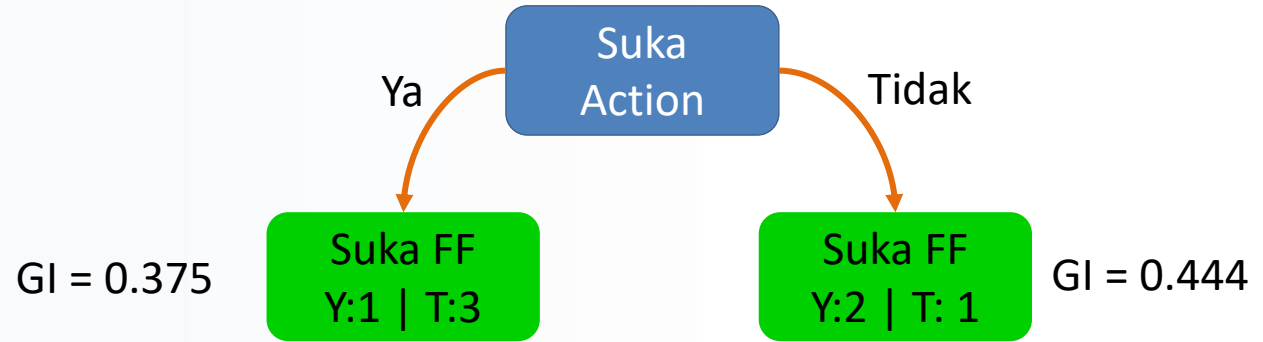 Suka
Action
Ya
Tidak
GI = 0.375
Suka FF
Y:1 | T:3
Suka FF
Y:2 | T: 1
GI = 0.444